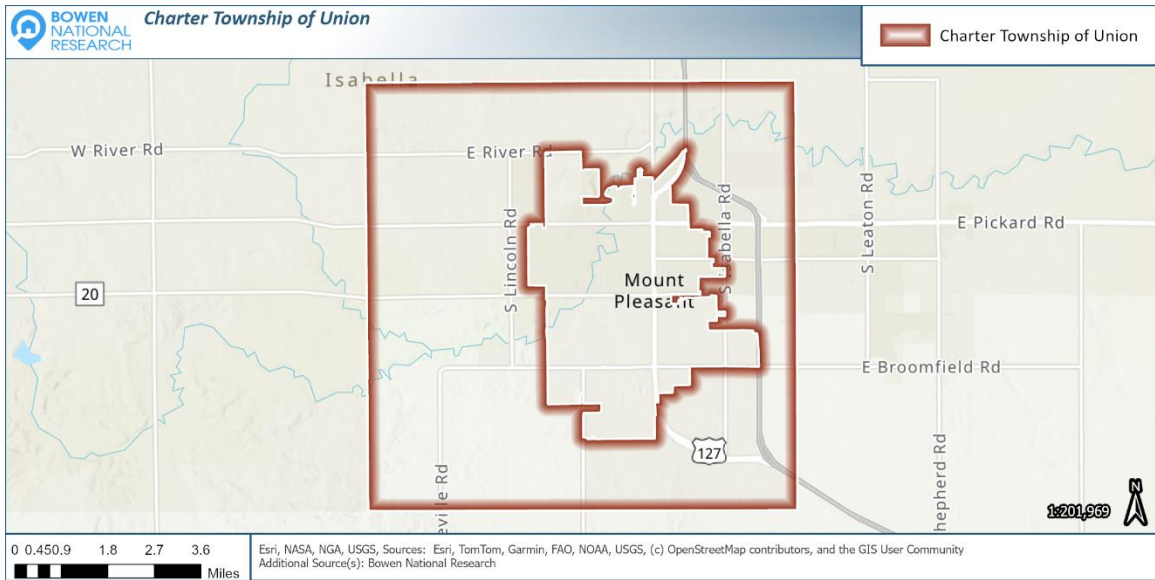 BOWEN
NATIONAL
RESEARCH
Charter Township of Union
Charter Township of Union
Isabella
W River Rd
E River Rd
S Lincoln Rd
S Isabella Rd
S Leaton Rd
E Pickard Rd
20
Mount
Pleasant
E Broomfield Rd
127
eville Rd
hepherd Rd
N
1:201,969
0 0.450.9 1.8 2.7 3.6
Miles
Esri, NASA, NGA, USGS, Sources: Esri, TomTom, Garmin, FAO, NOAA, USGS, (c) OpenStreetMap contributors, and the GIS User Community
Additional Source(s): Bowen National Research